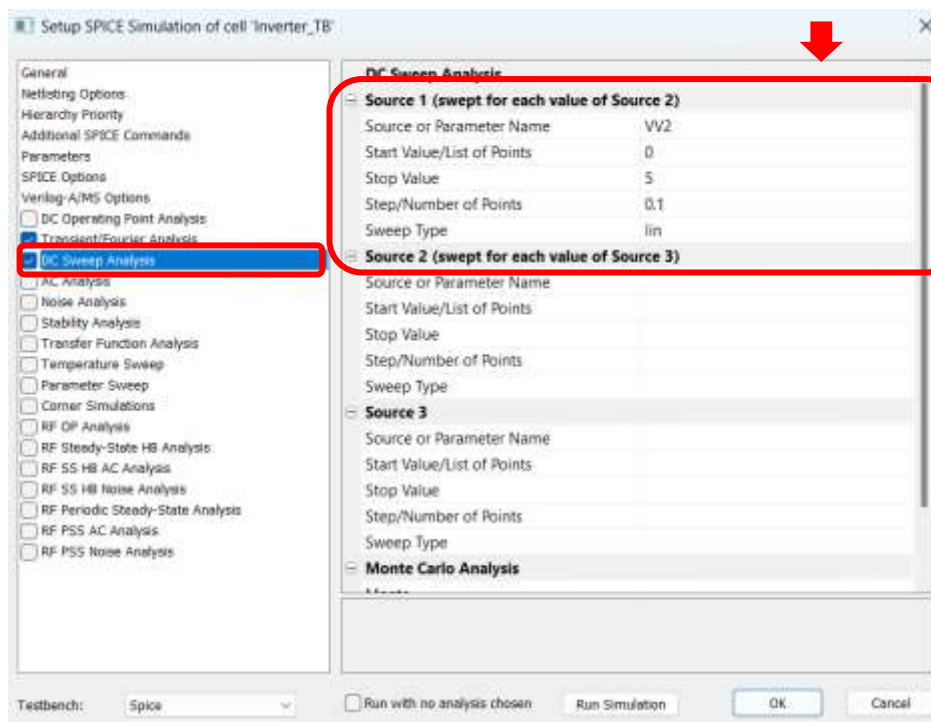 Setup SPICE Simulation of cell 'Inverter_TB'
General
Netlisting Options
Hierarchy Priority
Additional SPICE Commands
Parameters
SPICE Options
Verilog-A/MS Options
DC Operating Point Analysis
Transient/Fourier Analysis
DC Sweep Analysis
AC Analysis
Noise Analysis
Stability Analysis
Transfer Function Analysis
Temperature Sweep
Parameter Sweep
Corner Simulations
RF OP Analysis
RF Steady-State HB Analysis
RF SS HB AC Analysis
RF SS HB Noise Analysis
RF Periodic Steady-State Analysis
RF PSS AC Analysis
RF PSS Noise Analysis
DC Sweep Analysis
Source 1 (swept for each value of Source 2)
Source or Parameter Name VV2
Start Value/List of Points 0
Stop Value 5
Step/Number of Points 0.1
Sweep Type lin
Source 2 (swept for each value of Source 3)
Source or Parameter Name
Start Value/List of Points
Stop Value
Step/Number of Points
Sweep Type
Source 3
Source or Parameter Name
Start Value/List of Points
Stop Value
Step/Number of Points
Sweep Type
Monte Carlo Analysis
Testbench: Spice
Run with no analysis chosen Run Simulation OK Cancel